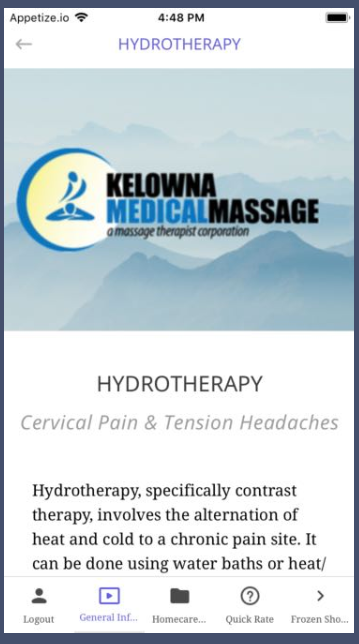 Appetize.io 4:48 PM
HYDROTHERAPY
KELOWNA
MEDICALMASSAGE
a massage therapist corporation
HYDROTHERAPY
Cervical Pain & Tension Headaches
Hydrotherapy, specifically contrast
therapy, involves the alternation of
heat and cold to a chronic pain site. It
can be done using water baths or heat/
Logout General Inf... Homecare... Quick Rate Frozen Sho...